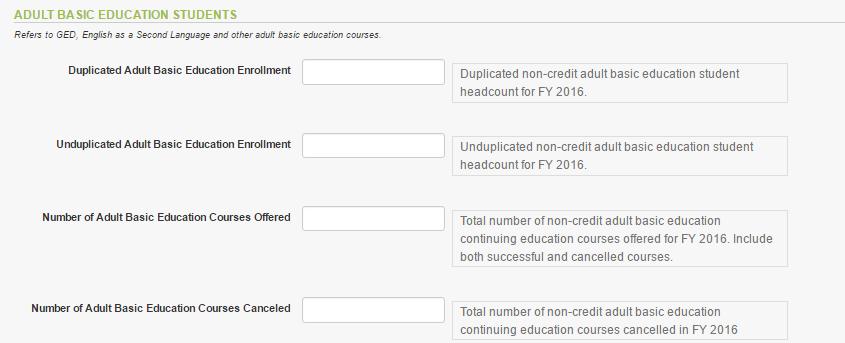 ADULT BASIC EDUCATION STUDENTS
Refers to GED, English as a Second Language and other adult basic education courses.
Duplicated Adult Basic Education Enrollment
Duplicated non-credit adult basic education student
headcount for FY 2016.
Unduplicated Adult Basic Education Enrollment
Unduplicated non-credit adult basic education student
headcount for FY 2016.
Number of Adult Basic Education Courses Offered
Total number of non-credit adult basic education
continuing education courses offered for FY 2016. Include
both successful and cancelled courses.
Number of Adult Basic Education Courses Canceled
Total number of non-credit adult basic education
continuing education courses cancelled in FY 2016